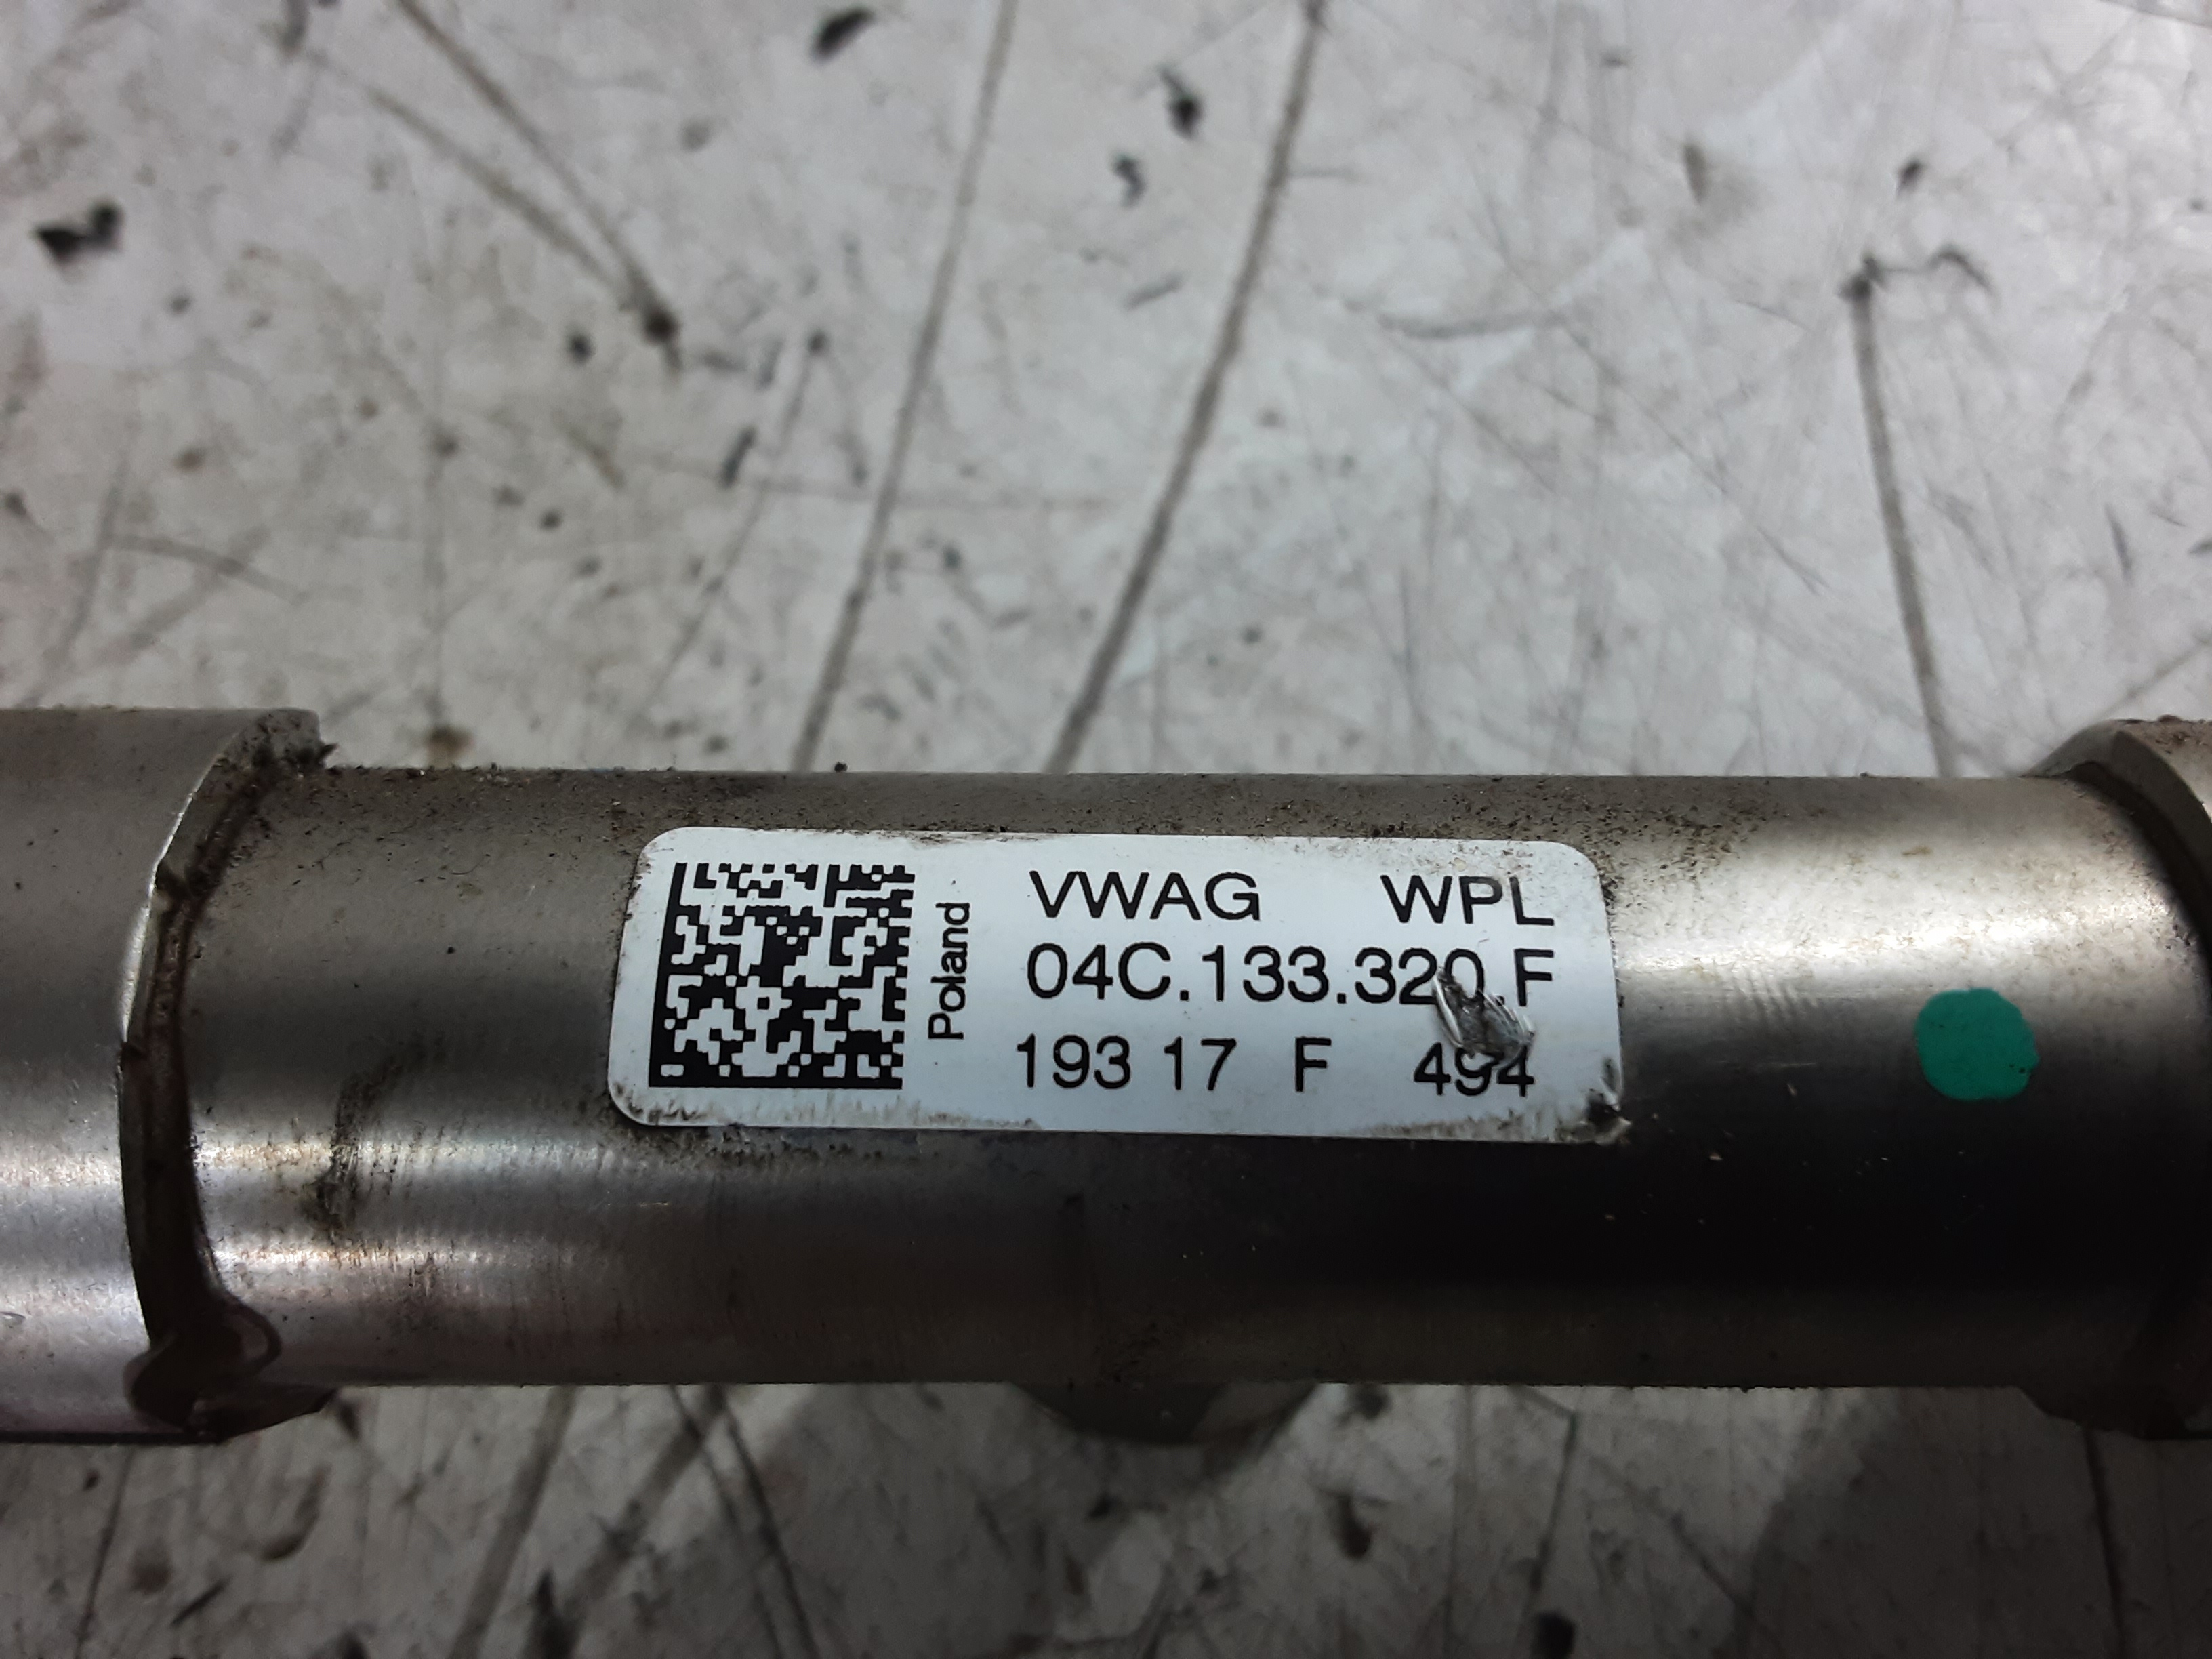 VWAG WPL
04C.133.320.F
193 17 F 494
Poland